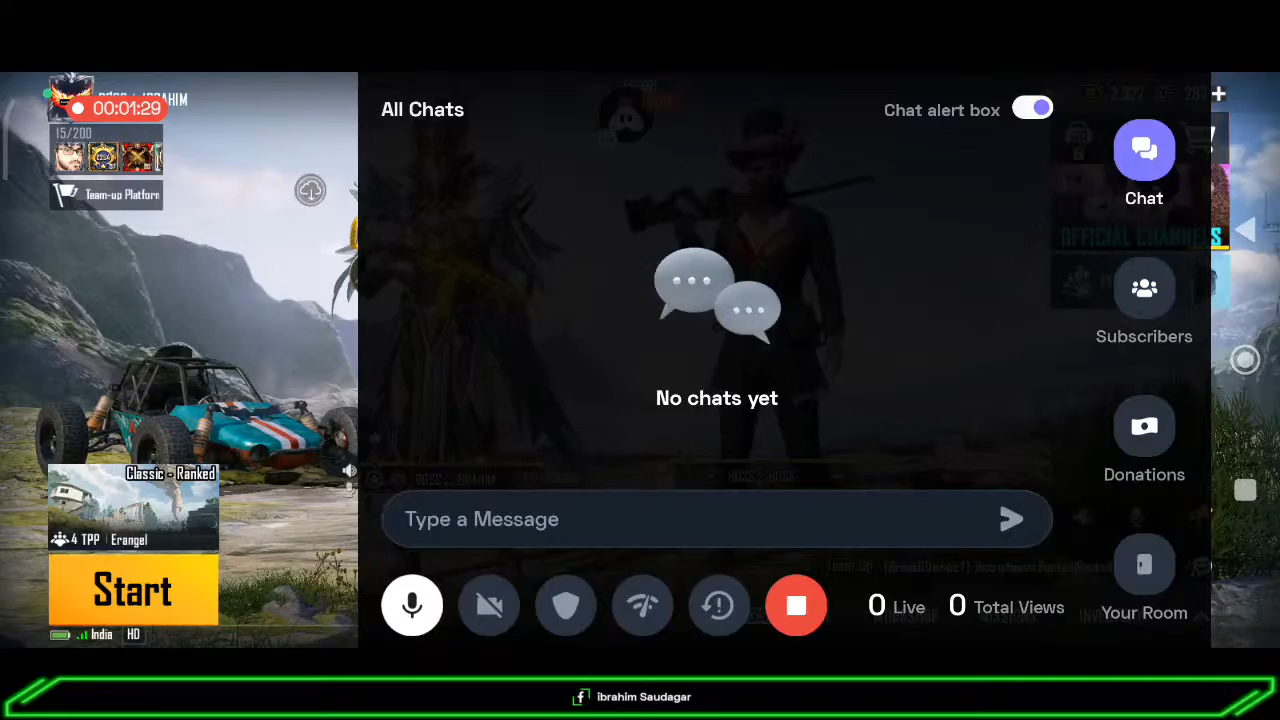 00:01:29
15/200
Team-up Platform
All Chats
Chat alert box
Chat
OFFICIAL CHANNELS
Subscribers
No chats yet
Donations
Classic - Ranked
4 TPP Erangel
Type a Message
Start
0 Live 0 Total Views
Your Room
India HD
ibrahim Saudagar